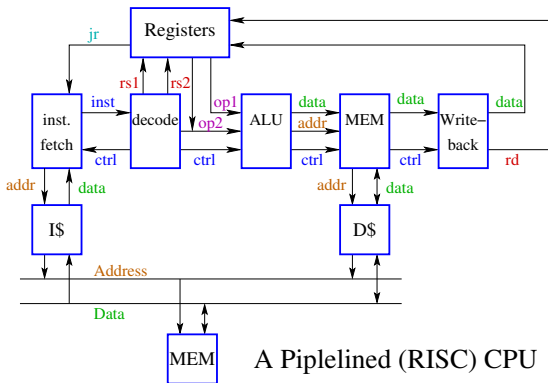 Registers
jr
rs1 rs2
inst op1 data data data
inst. fetch
decode
op2
ALU
addr
MEM
Write-
back
ctrl ctrl ctrl ctrl rd
addr data addr data
I$ D$
Address
Data
MEM
A Piplelined (RISC) CPU